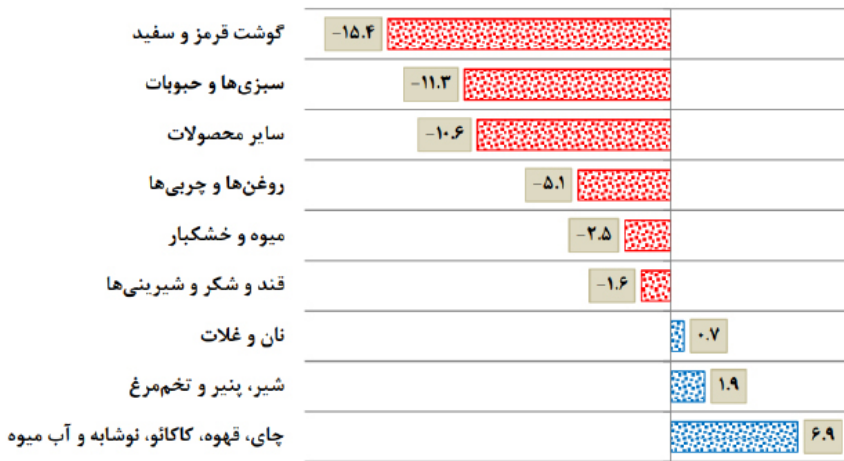 گوشت قرمز و سفید –۱۵.۴
سبزی‌ها و حبوبات –۱۱.۳
سایر محصولات –۱۰.۶
روغن‌ها و چربی‌ها –۵.۱
میوه و خشکبار –۲.۵
قند و شکر و شیرینی‌ها –۱.۶
نان و غلات ۰.۷
شیر، پنیر و تخم‌مرغ ۱.۹
چای، قهوه، کاکائو، نوشابه و آب میوه ۶.۹